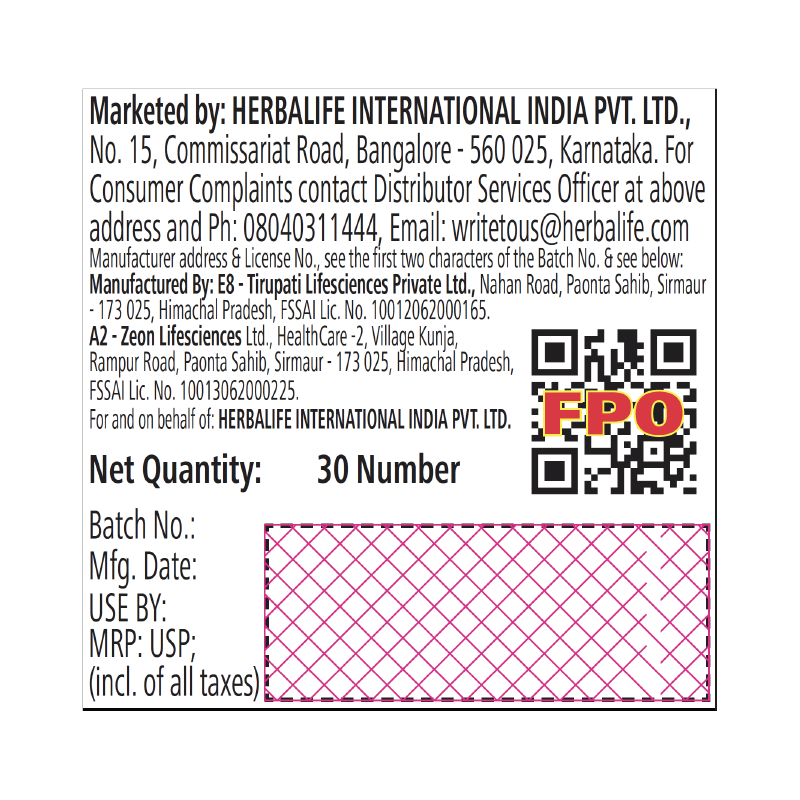 Marketed by: HERBALIFE INTERNATIONAL INDIA PVT. LTD.,
No. 15, Commissariat Road, Bangalore - 560 025, Karnataka. For
Consumer Complaints contact Distributor Services Officer at above
address and Ph: 08040311444, Email: writetous@herbalife.com
Manufacturer address & License No., see the first two characters of the Batch No. & see below:
Manufactured By: E8 - Tirupati Lifesciences Private Ltd., Nahan Road, Paonta Sahib, Sirmaur
- 173 025, Himachal Pradesh, FSSAI Lic. No. 10012062000165.
A2 - Zeon Lifesciences Ltd., HealthCare -2, Village Kunja,
Rampur Road, Paonta Sahib, Sirmaur - 173 025, Himachal Pradesh,
FSSAI Lic. No. 10013062000225.
For and on behalf of: HERBALIFE INTERNATIONAL INDIA PVT. LTD.
FPO
Net Quantity: 30 Number
Batch No.:
Mfg. Date:
USE BY:
MRP: USP;
(incl. of all taxes)